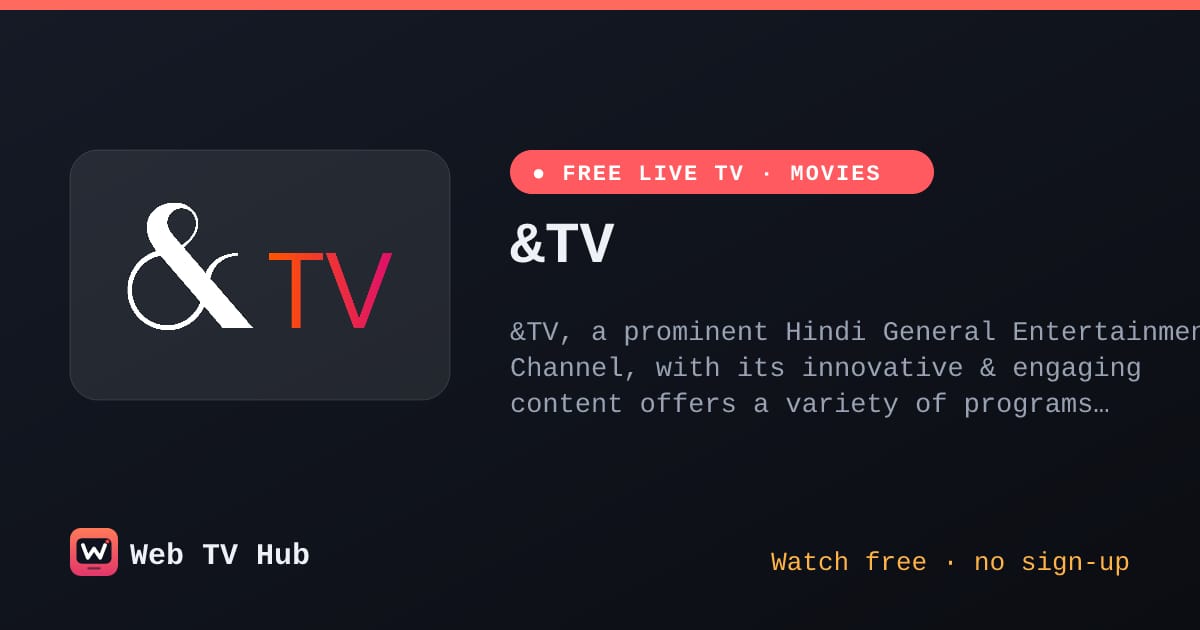 &TV
● FREE LIVE TV · MOVIES
&TV
&TV, a prominent Hindi General
Channel, with its innovative & engaging
content offers a variety of programs…
W
Web TV Hub
Watch free · no sign-up